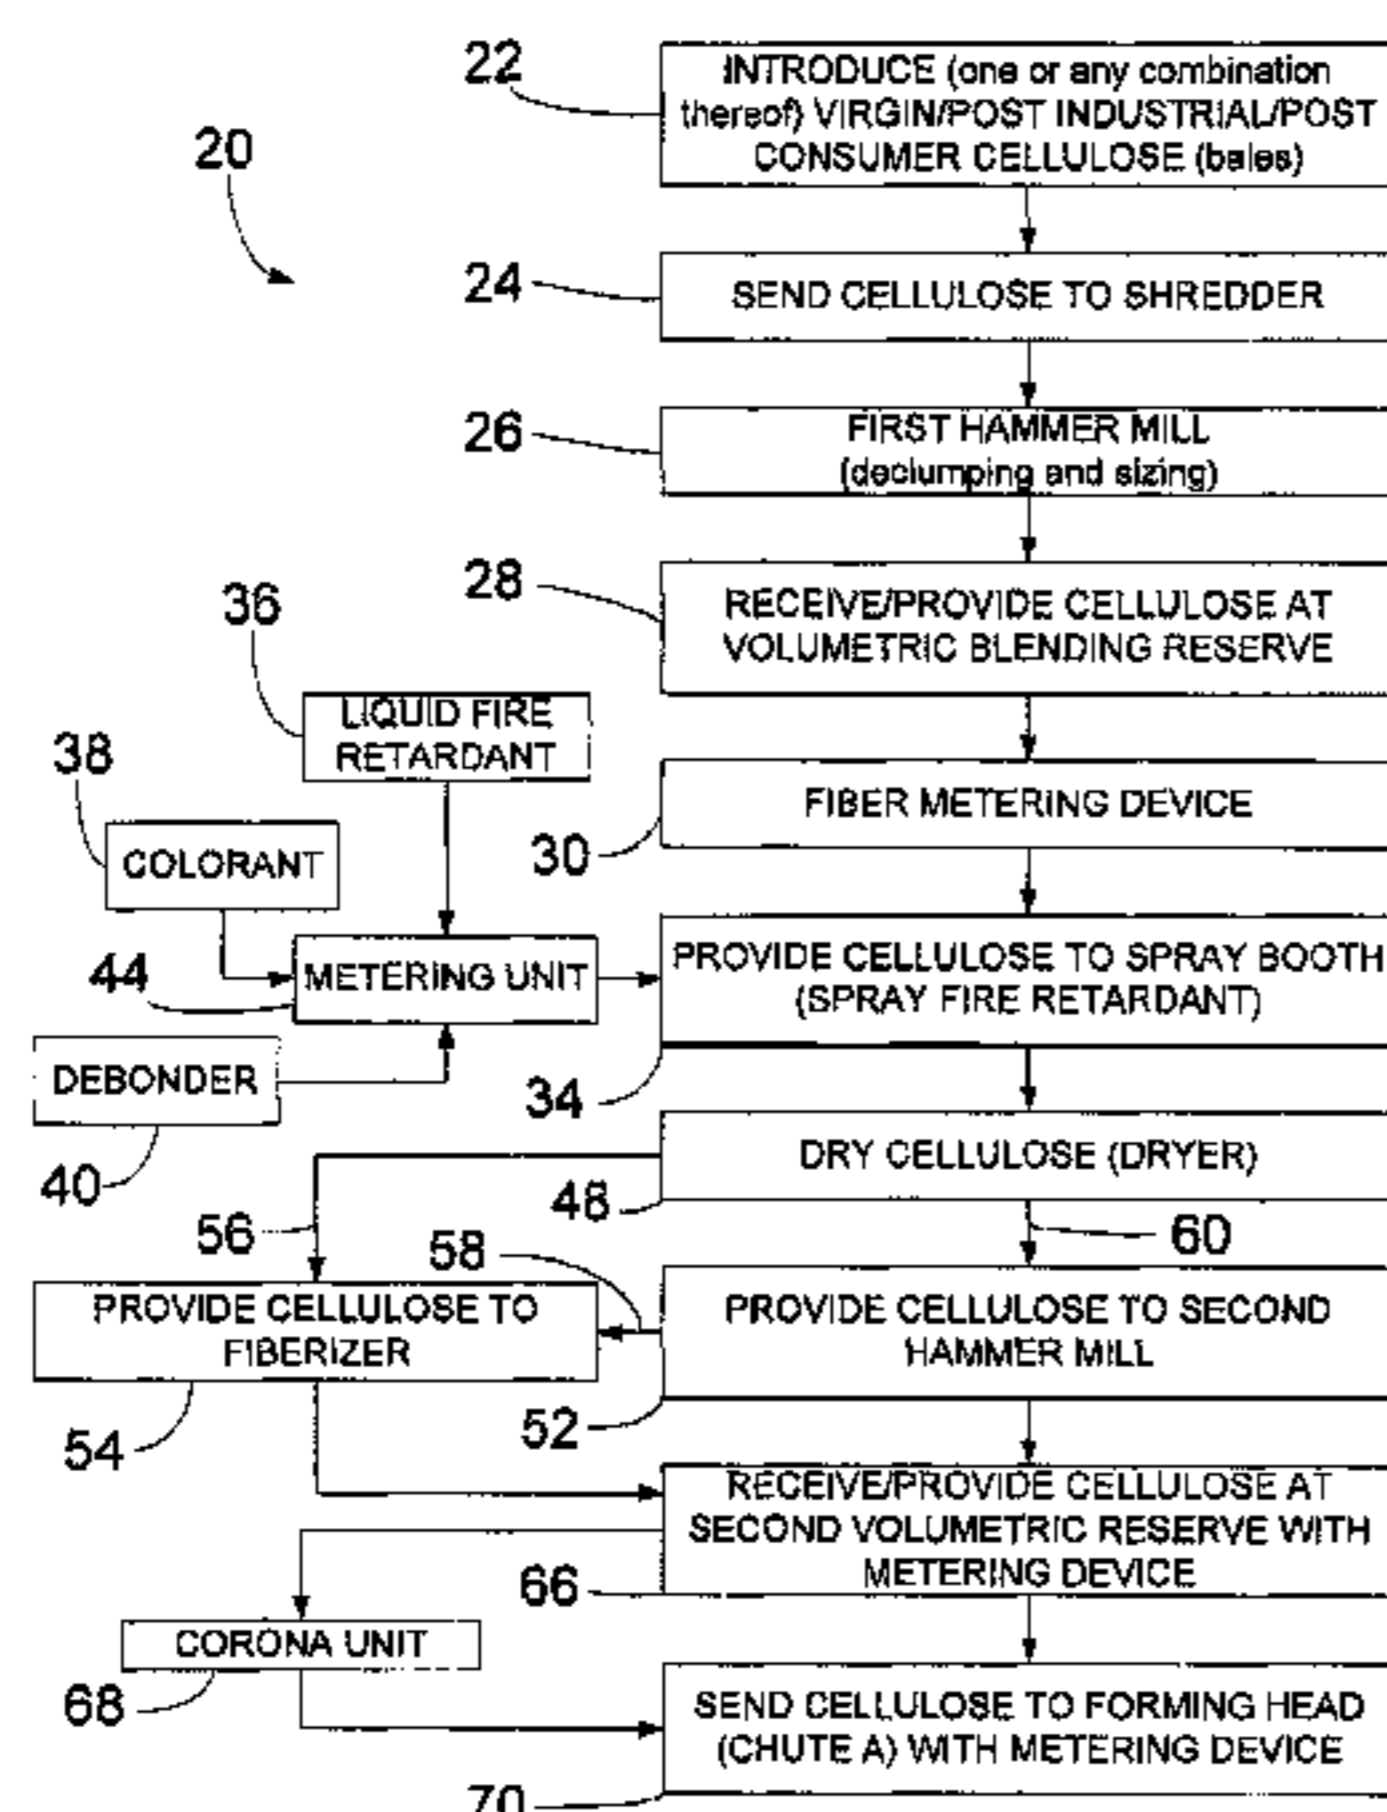 22
INTRODUCE (one or any combination
thereof) VIRGIN/POST INDUSTRIAL/POST
CONSUMER CELLULOSE (bales)
20
24
SEND CELLULOSE TO SHREDDER
26
FIRST HAMMER MILL
(declumping and sizing)
28
RECEIVE/PROVIDE CELLULOSE AT
VOLUMETRIC BLENDING RESERVE
36
LIQUID FIRE
RETARDANT
38
COLORANT
30
FIBER METERING DEVICE
44
METERING UNIT
PROVIDE CELLULOSE TO SPRAY BOOTH
(SPRAY FIRE RETARDANT)
34
DEBONDER
40
DRY CELLULOSE (DRYER)
48
56
58
60
PROVIDE CELLULOSE TO
FIBERIZER
54
PROVIDE CELLULOSE TO SECOND
HAMMER MILL
52
RECEIVE/PROVIDE CELLULOSE AT
SECOND VOLUMETRIC RESERVE WITH
METERING DEVICE
66
CORONA UNIT
68
SEND CELLULOSE TO FORMING HEAD
(CHUTE A) WITH METERING DEVICE
70